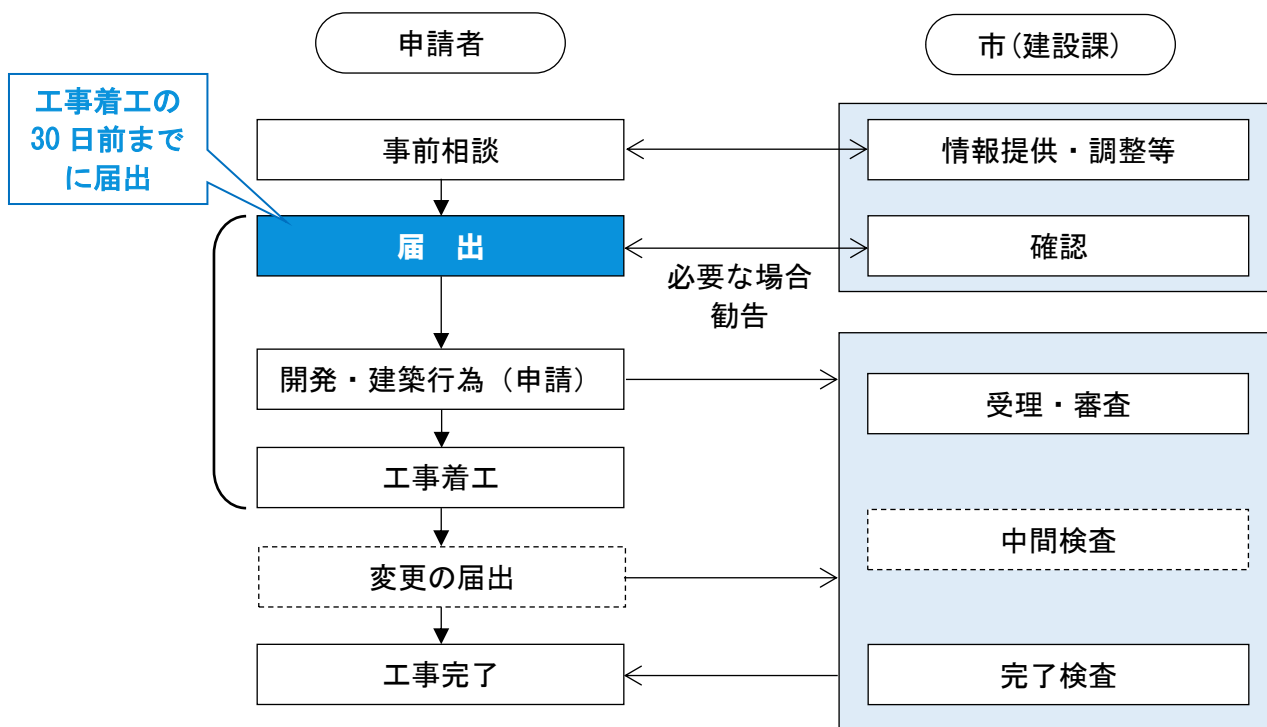 申請者
市(建設課)
工事着工の
30日前まで
に届出
事前相談
情報提供・調整等
届 出
確認
必要な場合
勧告
開発・建築行為(申請)
受理・審査
工事着工
中間検査
変更の届出
工事完了
完了検査